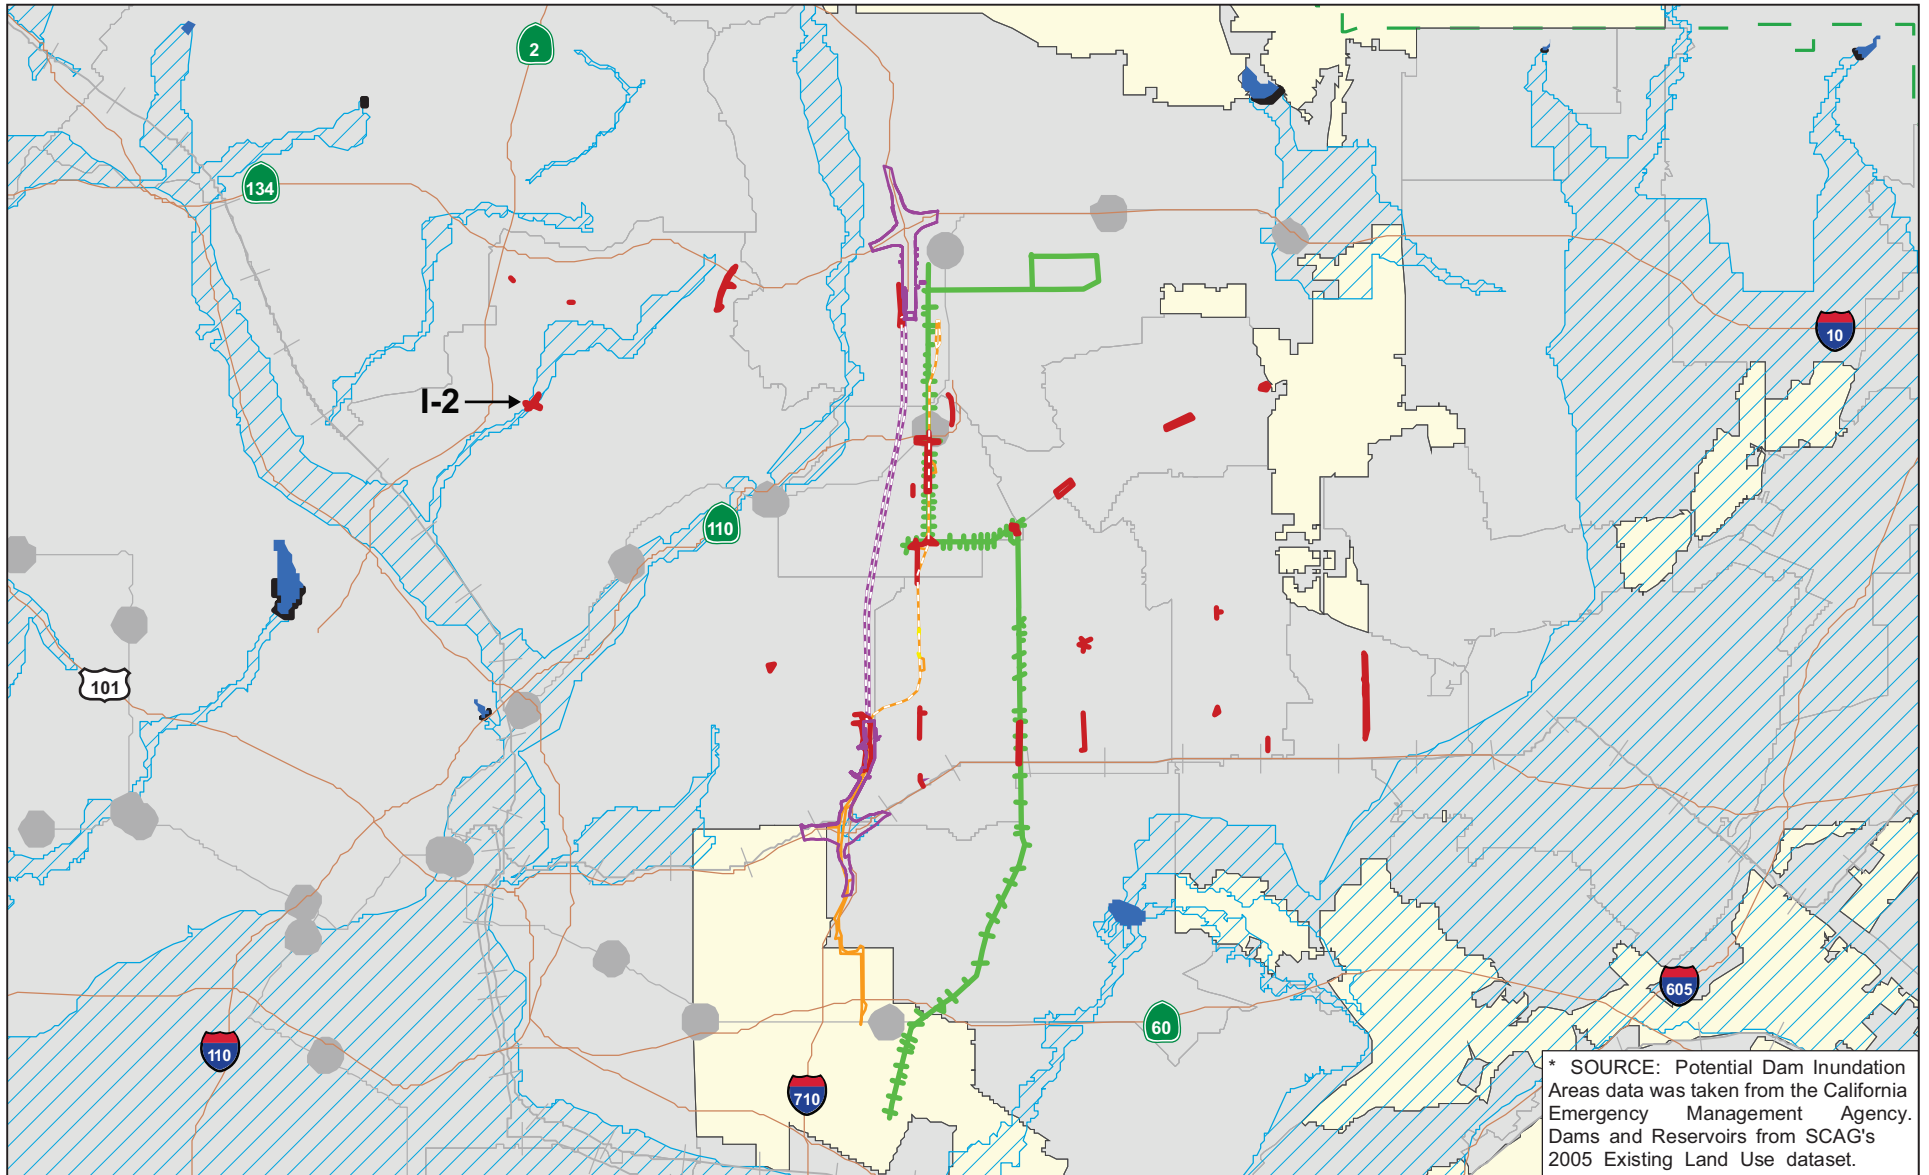 2
134
10
I-2
110
101
605
60
110
710
* SOURCE: Potential Dam Inundation
Areas data was taken from the California
Emergency Management Agency.
Dams and Reservoirs from SCAG's
2005 Existing Land Use dataset.